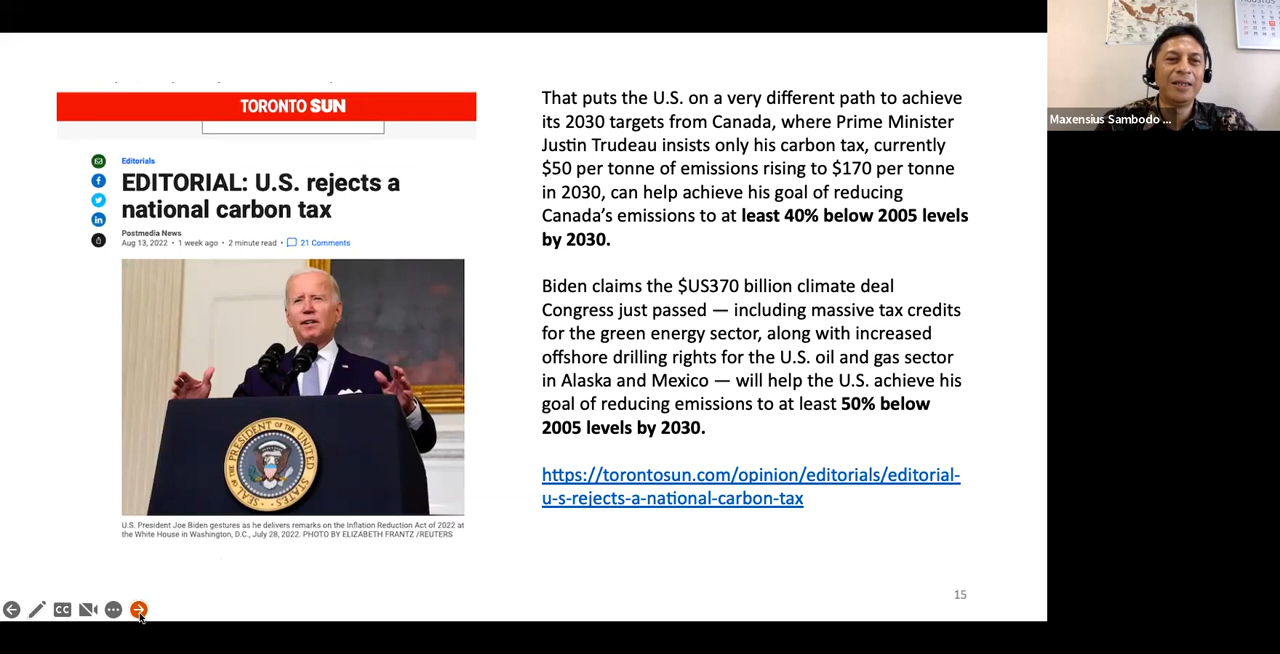 TORONTO SUN
Editorials
EDITORIAL: U.S. rejects a
national carbon tax
Postmedia News
Aug 13, 2022 • 1 week ago • 2 minute read • 21 Comments
U.S. President Joe Biden gestures as he delivers remarks on the Inflation Reduction Act of 2022 at
the White House in Washington, D.C., July 28, 2022. PHOTO BY ELIZABETH FRANTZ /REUTERS
SEAL OF THE PRESIDENT OF THE UNITED STATES
That puts the U.S. on a very different path to achieve
its 2030 targets from Canada, where Prime Minister
Justin Trudeau insists only his carbon tax, currently
$50 per tonne of emissions rising to $170 per tonne
in 2030, can help achieve his goal of reducing
Canada’s emissions to at least 40% below 2005 levels
by 2030.
Biden claims the $US370 billion climate deal
Congress just passed — including massive tax credits
for the green energy sector, along with increased
offshore drilling rights for the U.S. oil and gas sector
in Alaska and Mexico — will help the U.S. achieve his
goal of reducing emissions to at least 50% below
2005 levels by 2030.
https://torontosun.com/opinion/editorials/editorial-
u-s-rejects-a-national-carbon-tax
15
CC
Maxensius Sambodo ...